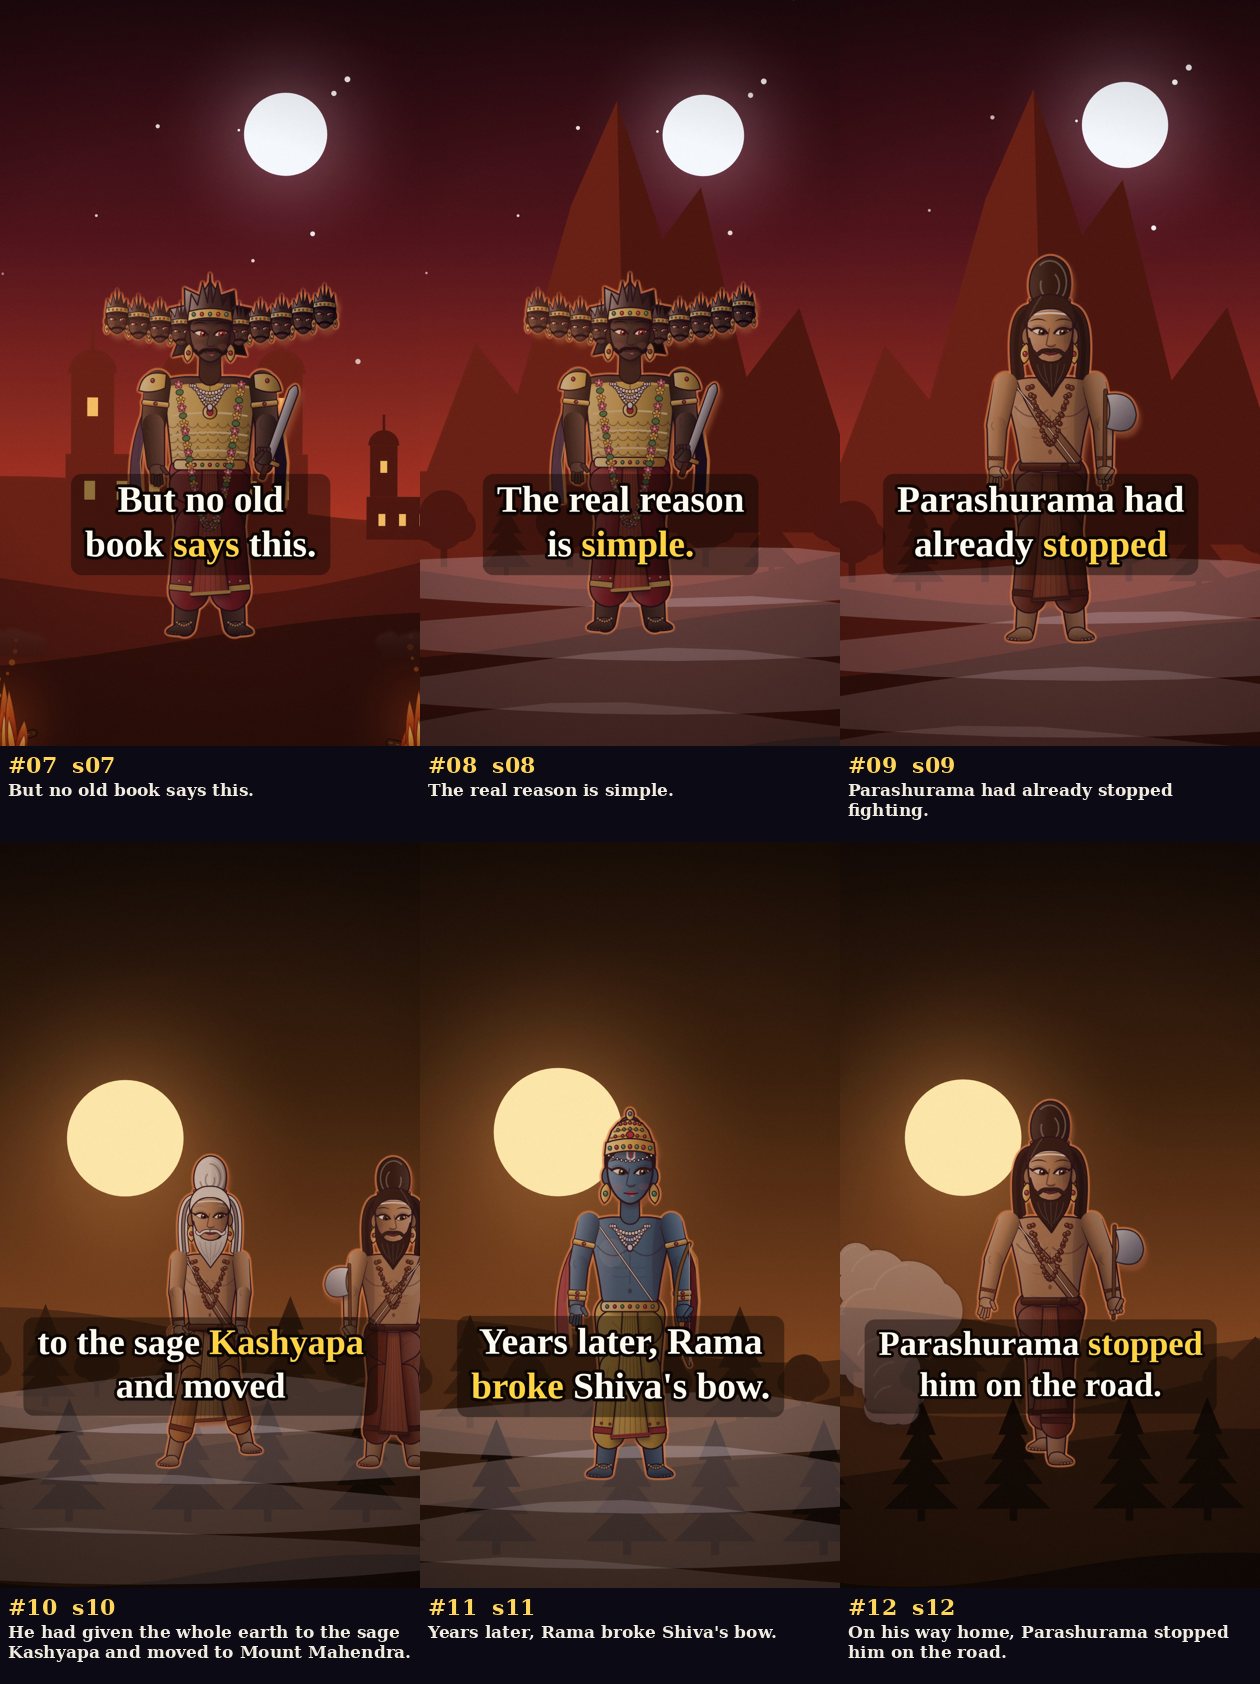 But no old
book says this.
The real reason
is simple.
Parashurama had
already stopped
#07 s07
But no old book says this.
#08 s08
The real reason is simple.
#09 s09
Parashurama had already stopped
fighting.
to the sage Kashyapa
and moved
Years later, Rama
broke Shiva's bow.
Parashurama stopped
him on the road.
#10 s10
He had given the whole earth to the sage
Kashyapa and moved to Mount Mahendra.
#11 s11
Years later, Rama broke Shiva's bow.
#12 s12
On his way home, Parashurama stopped
him on the road.